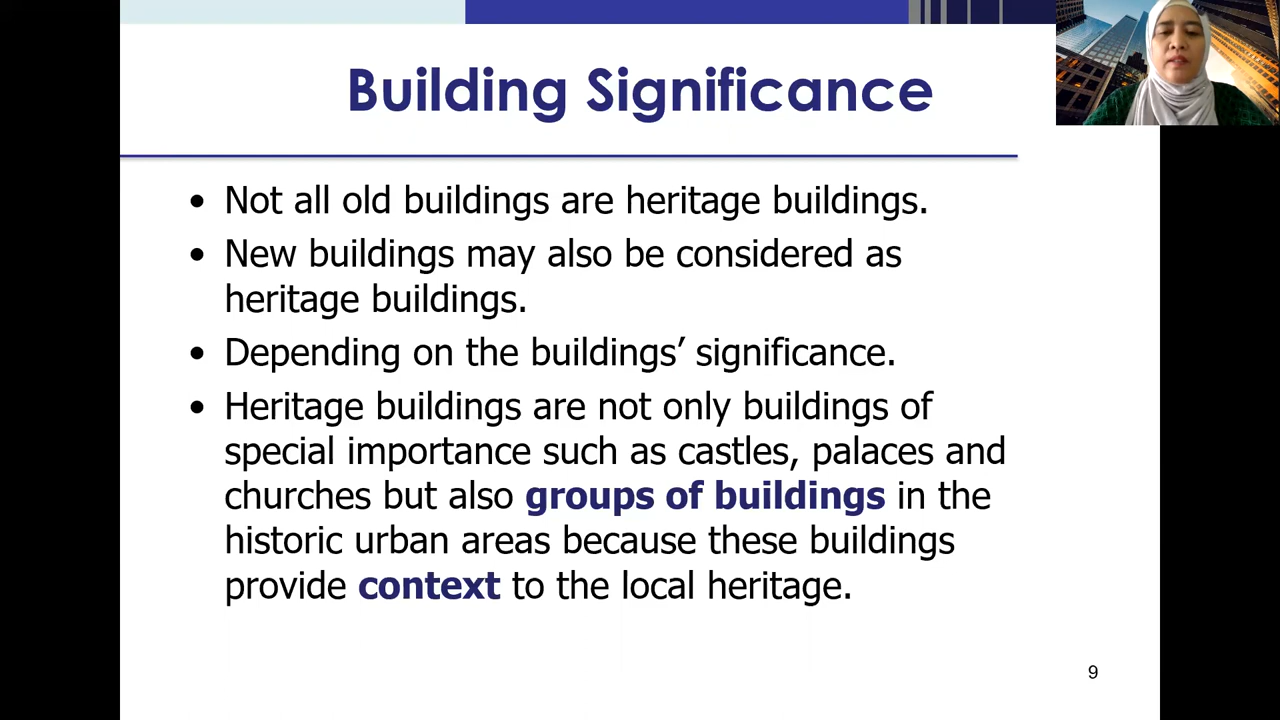 Building Significance
• Not all old buildings are heritage buildings.
• New buildings may also be considered as
heritage buildings.
• Depending on the buildings’ significance.
• Heritage buildings are not only buildings of
special importance such as castles, palaces and
churches but also groups of buildings in the
historic urban areas because these buildings
provide context to the local heritage.
9